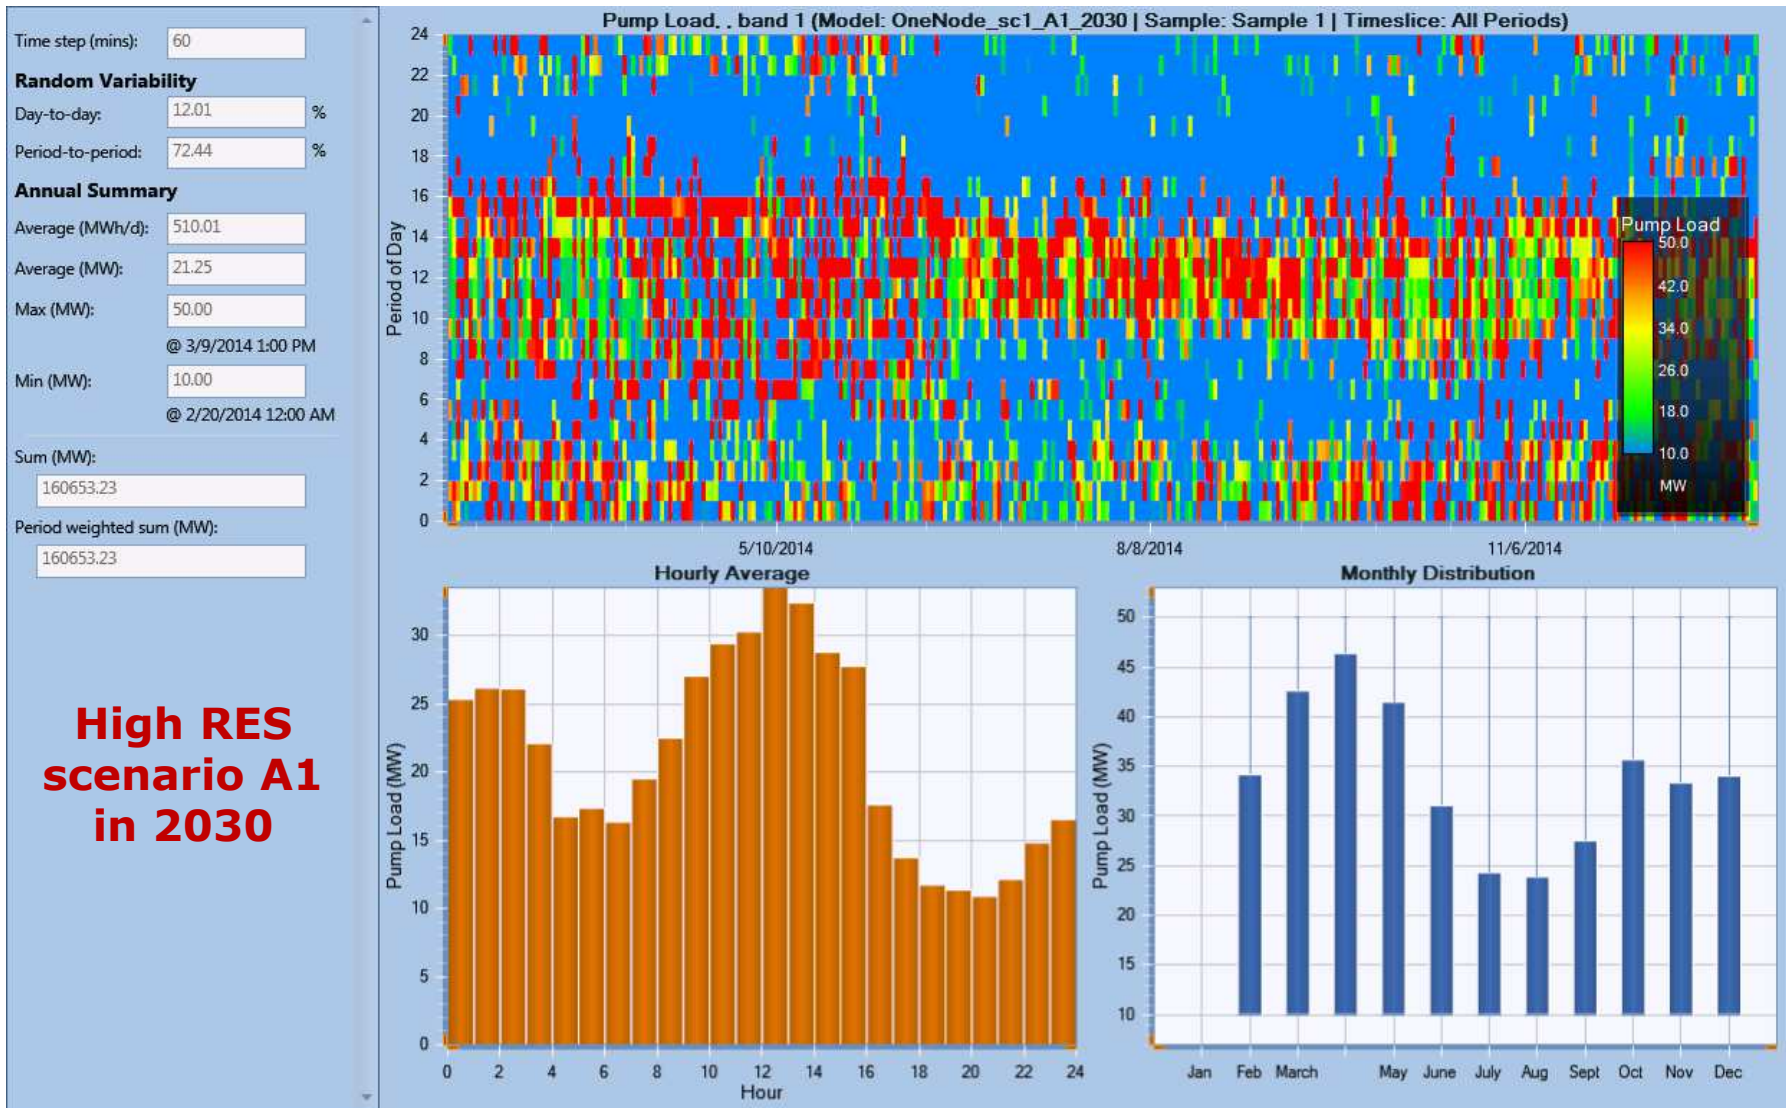 Time step (mins): 60
Random Variability
Day-to-day: 12.01 %
Period-to-period: 72.44 %
Annual Summary
Average (MWh/d): 510.01
Average (MW): 21.25
Max (MW): 50.00
@ 3/9/2014 1:00 PM
Min (MW): 10.00
@ 2/20/2014 12:00 AM
Sum (MW):
160653.23
Period weighted sum (MW):
160653.23
High RES
scenario A1
in 2030
Pump Load, . band 1 (Model: OneNode_sc1_A1_2030 | Sample: Sample 1 | Timeslice: All Periods)
Period of Day
24
22
20
18
16
14
12
10
8
6
4
2
0
Pump Load
50.0
42.0
34.0
26.0
18.0
10.0
MW
5/10/2014 8/8/2014 11/6/2014
Hourly Average
Pump Load (MW)
30
25
20
15
10
5
0
0 2 4 6 8 10 12 14 16 18 20 22 24
Hour
Monthly Distribution
Pump Load (MW)
50
45
40
35
30
25
20
15
10
Jan Feb March May June July Aug Sept Oct Nov Dec